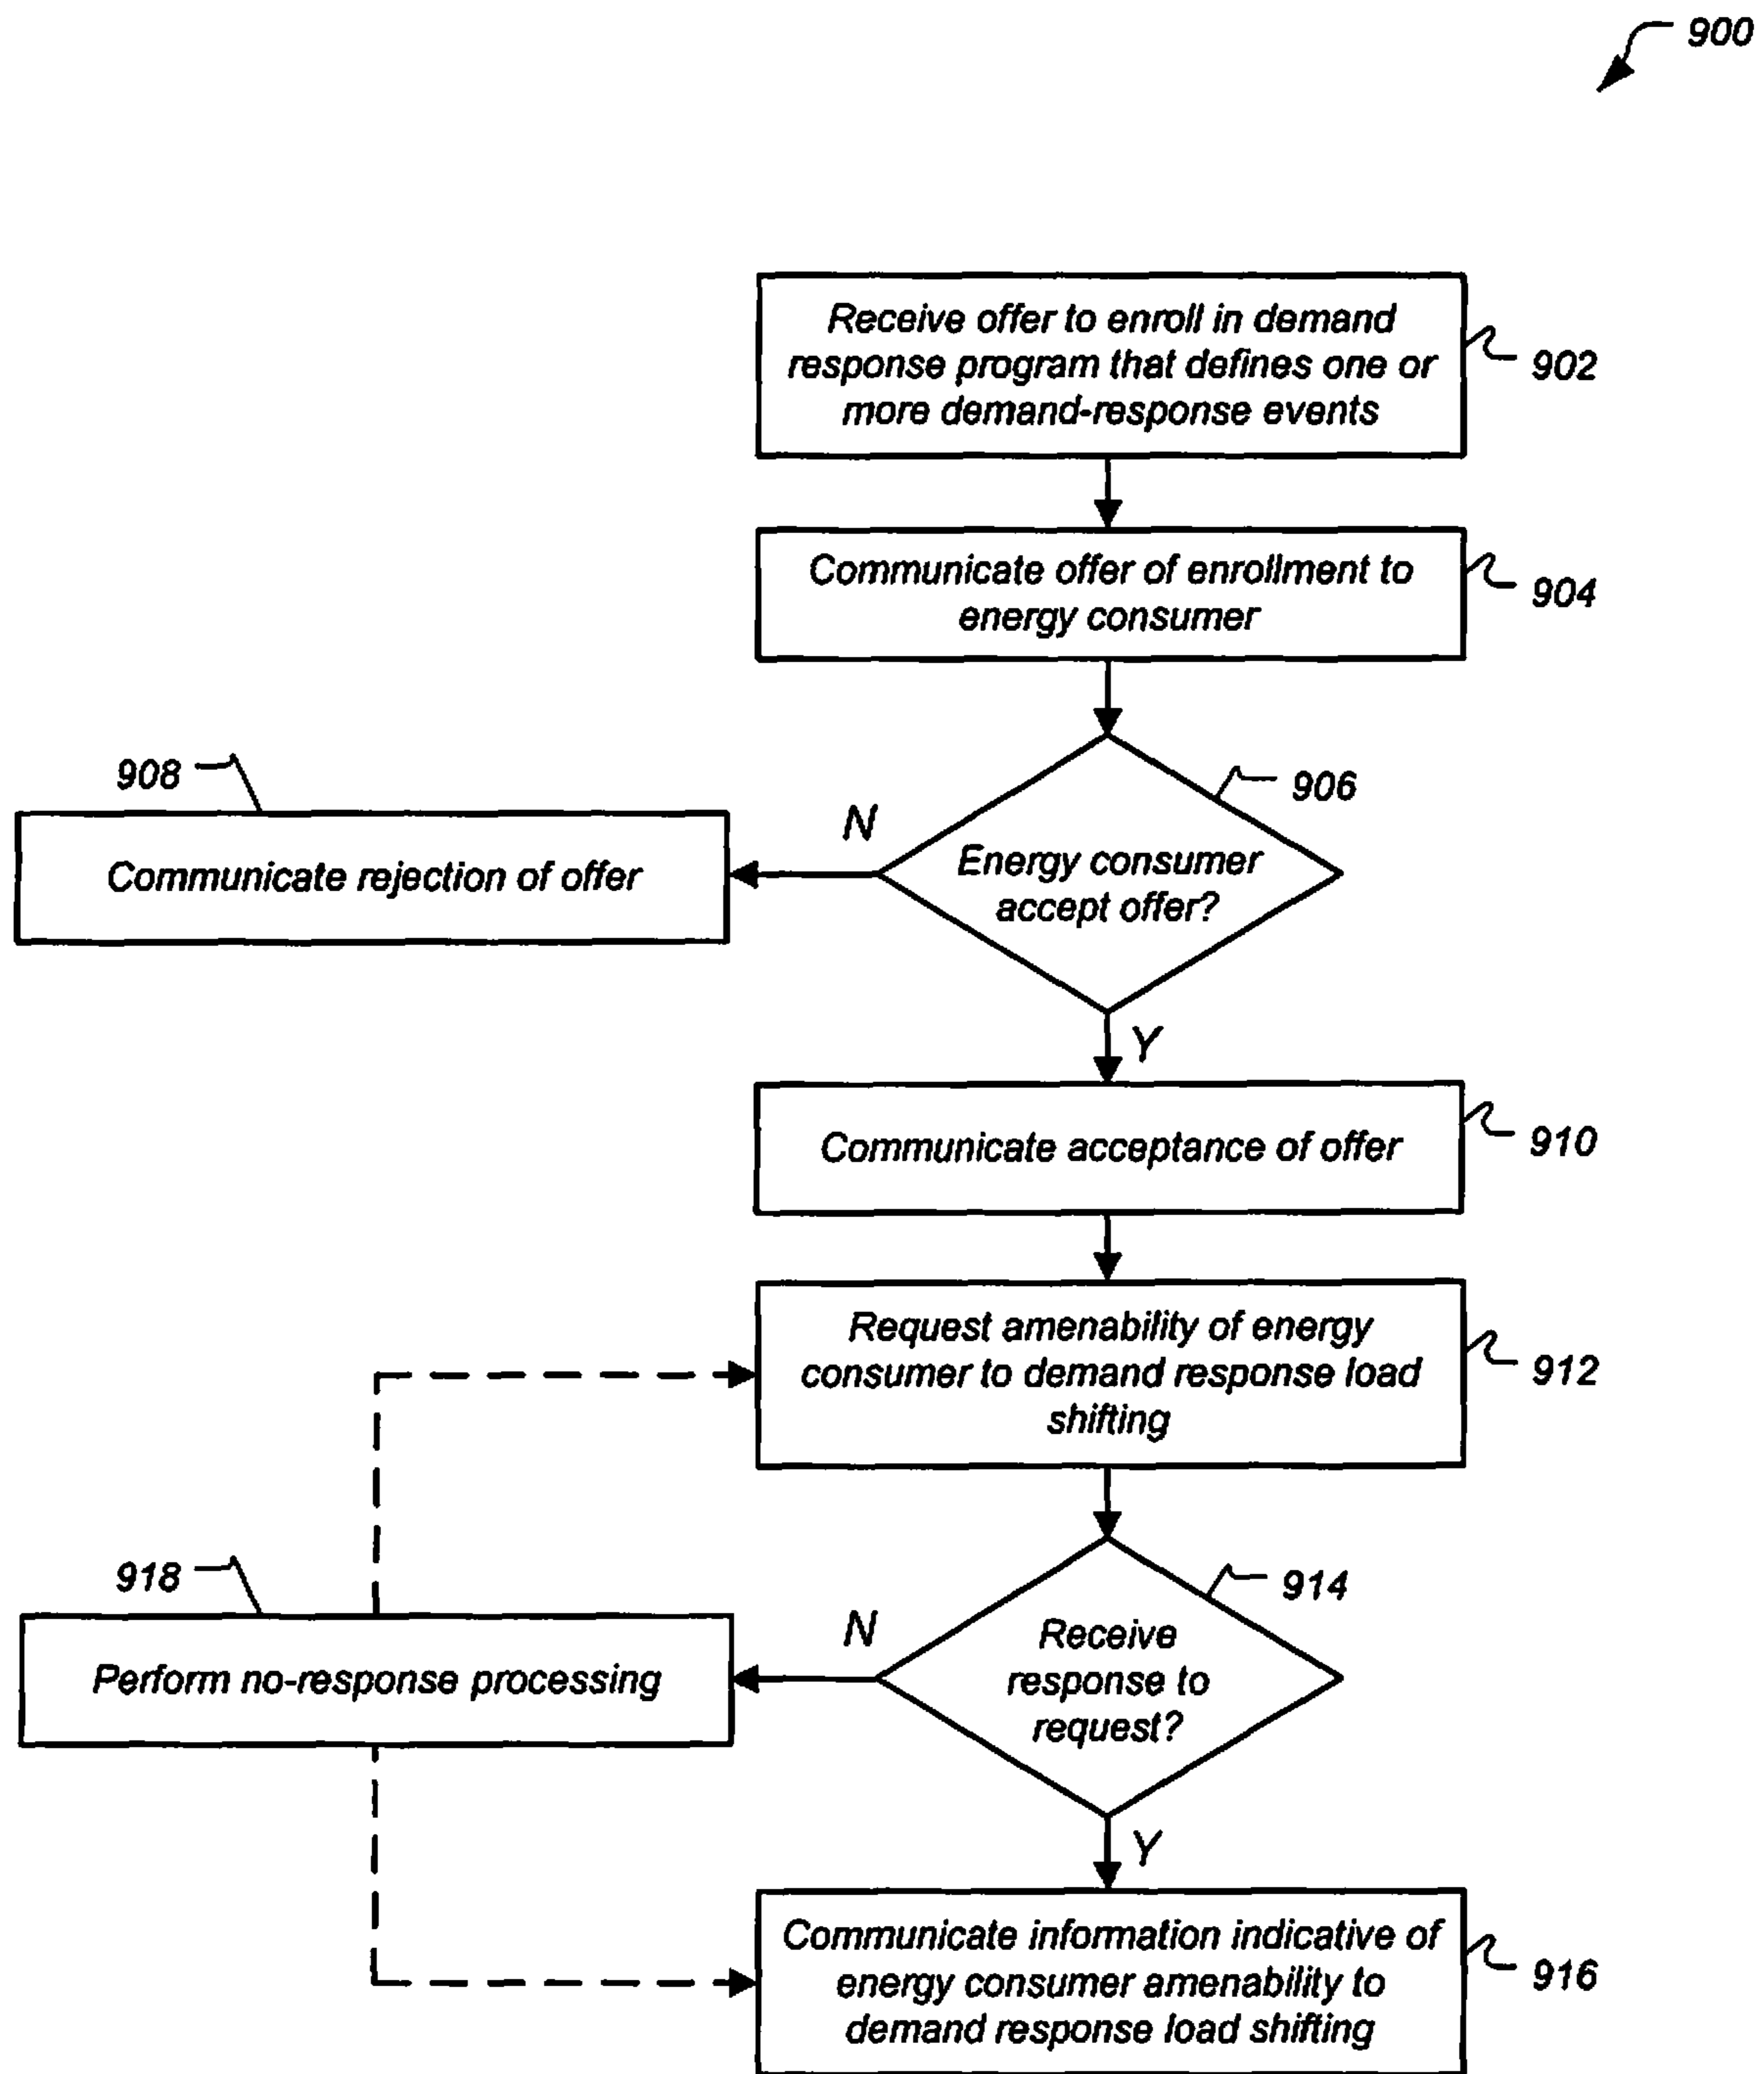 900
Receive offer to enroll in demand
response program that defines one or
more demand-response events
902
Communicate offer of enrollment to
energy consumer
904
908
906
N
Communicate rejection of offer
Energy consumer
accept offer?
Y
Communicate acceptance of offer
910
Request amenability of energy
consumer to demand response load
shifting
912
918
914
N
Perform no-response processing
Receive
response to
request?
Y
Communicate information indicative of
energy consumer amenability to
demand response load shifting
916